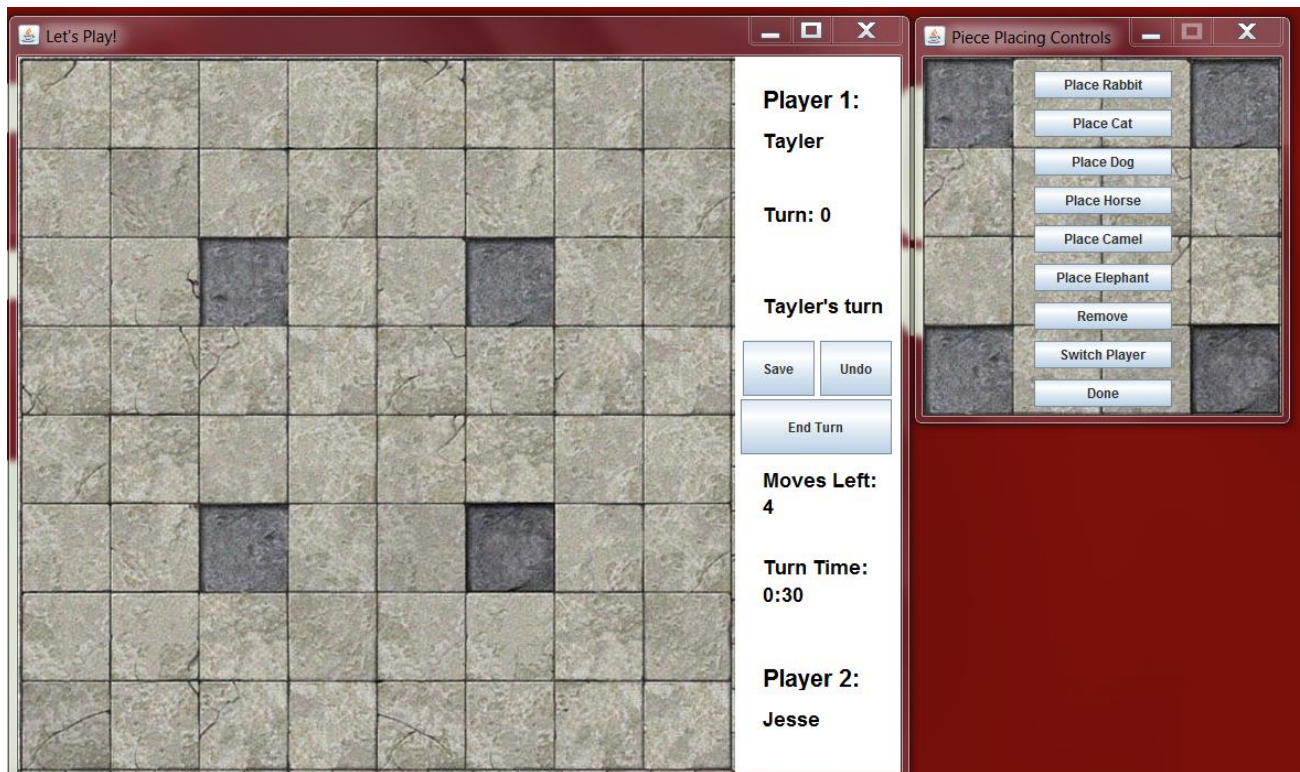 Let's Play!
Player 1:
Tayler
Turn: 0
Tayler's turn
Save
Undo
End Turn
Moves Left:
4
Turn Time:
0:30
Player 2:
Jesse
Piece Placing Controls
Place Rabbit
Place Cat
Place Dog
Place Horse
Place Camel
Place Elephant
Remove
Switch Player
Done